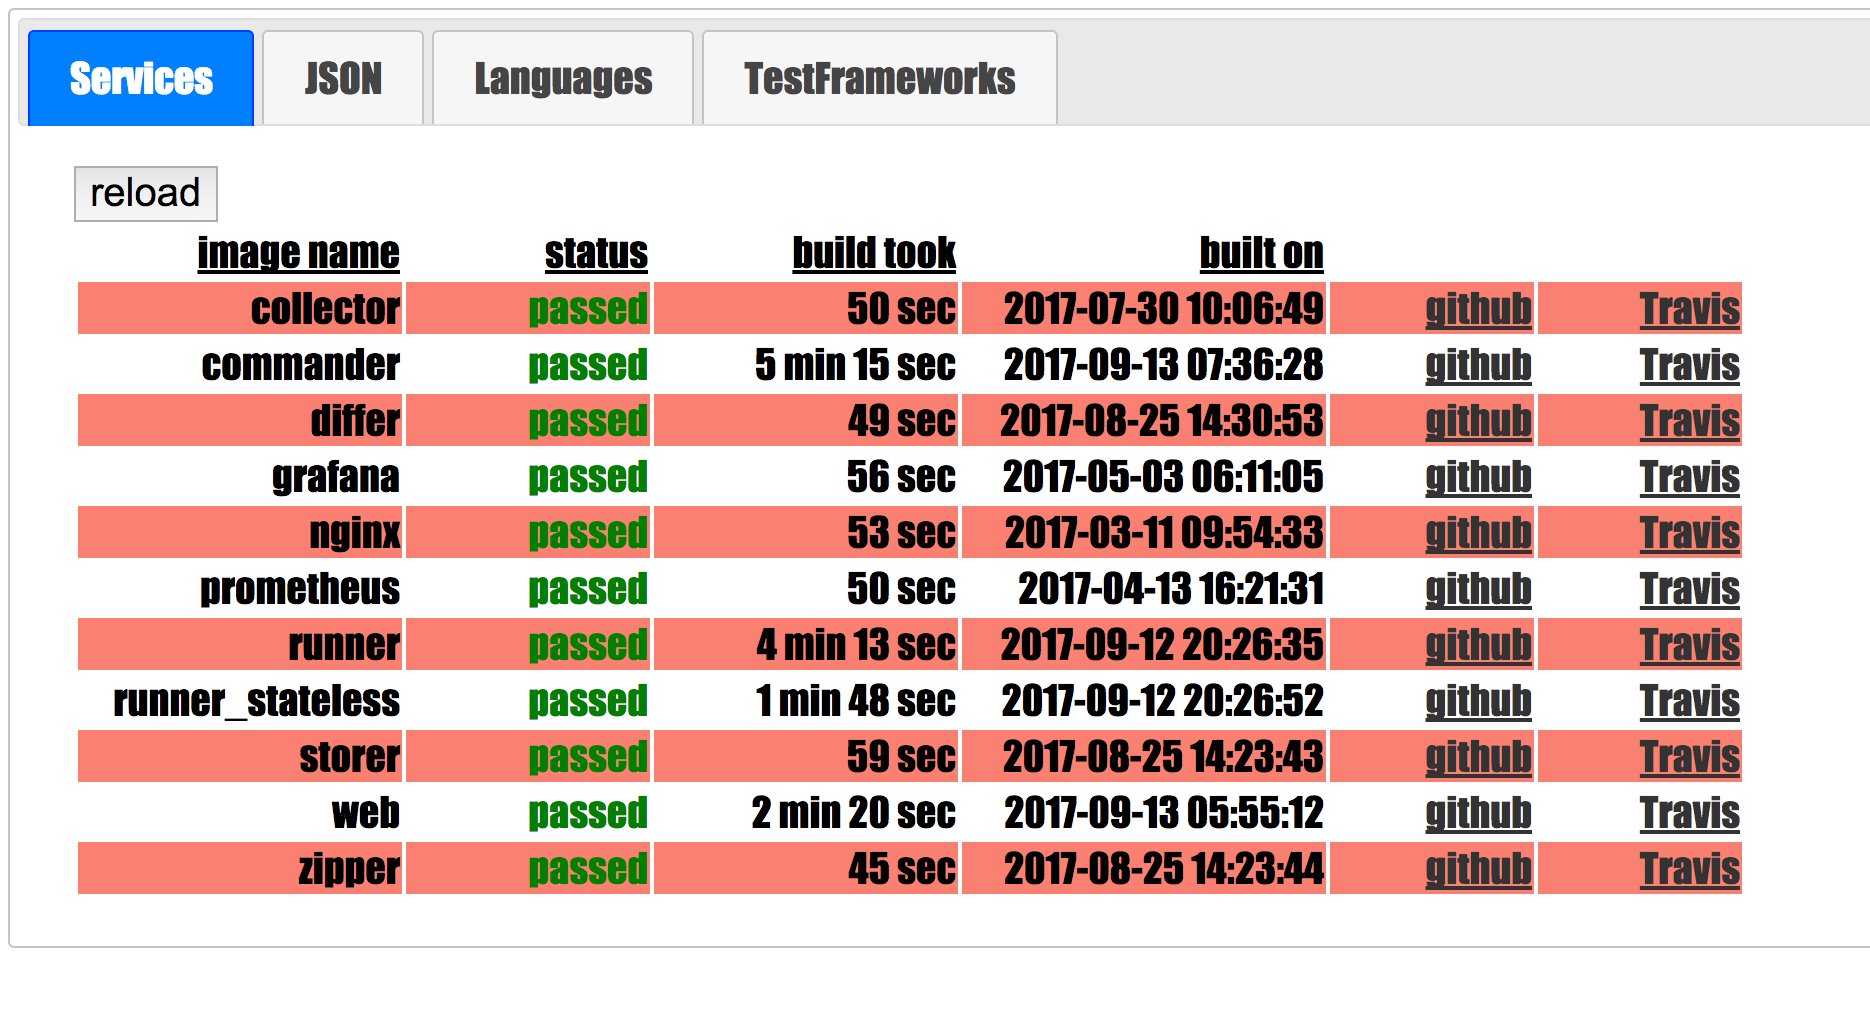 Services JSON Languages TestFrameworks
reload
image name status build took built on
collector passed 50 sec 2017-07-30 10:06:49 github Travis
commander passed 5 min 15 sec 2017-09-13 07:36:28 github Travis
differ passed 49 sec 2017-08-25 14:30:53 github Travis
grafana passed 56 sec 2017-05-03 06:11:05 github Travis
nginx passed 53 sec 2017-03-11 09:54:33 github Travis
prometheus passed 50 sec 2017-04-13 16:21:31 github Travis
runner passed 4 min 13 sec 2017-09-12 20:26:35 github Travis
runner_stateless passed 1 min 48 sec 2017-09-12 20:26:52 github Travis
storer passed 59 sec 2017-08-25 14:23:43 github Travis
web passed 2 min 20 sec 2017-09-13 05:55:12 github Travis
zipper passed 45 sec 2017-08-25 14:23:44 github Travis